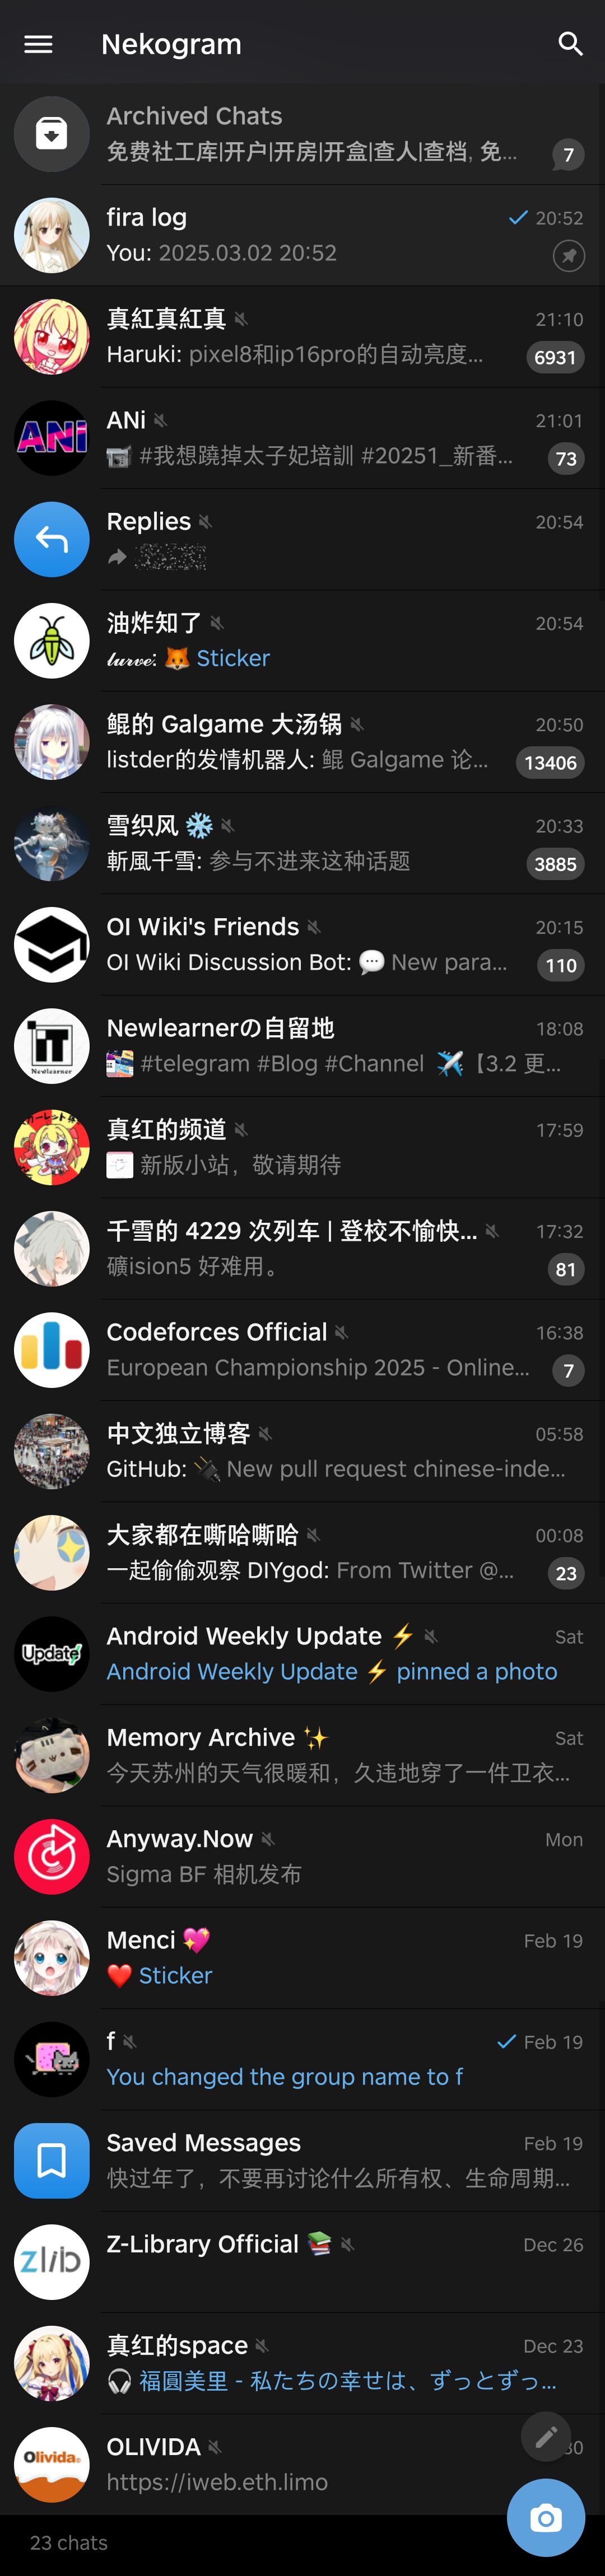 Nekogram
Archived Chats
免费社工库|开户|开房|开盒|查人|查档, 免...
7
fira log
20:52
You: 2025.03.02 20:52
真紅真紅真
21:10
Haruki: pixel8和ip16pro的自动亮度...
6931
ANi
ANi
21:01
#我想蹺掉太子妃培訓 #20251_新番...
73
Replies
20:54
油炸知了
20:54
𝓵𝓾𝓻𝓿𝓮: 🦊 Sticker
鲲的 Galgame 大汤锅
20:50
listder的发情机器人: 鲲 Galgame 论...
13406
雪织风 ❄️
20:33
斬風千雪: 参与不进来这种话题
3885
OI Wiki's Friends
20:15
OI Wiki Discussion Bot: 💬 New para...
110
IT
Newlearner
Newlearnerの自留地
18:08
#telegram #Blog #Channel ✈️【3.2 更...
真红的频道
17:59
新版小站，敬请期待
千雪的 4229 次列车 | 登校不愉快...
17:32
礦ision5 好难用。
81
Codeforces Official
16:38
European Championship 2025 - Online...
7
中文独立博客
05:58
GitHub: 🔌 New pull request chinese-inde...
大家都在嘶哈嘶哈
00:08
一起偷偷观察 DIYgod: From Twitter @...
23
Update
Android Weekly Update ⚡
Sat
Android Weekly Update ⚡ pinned a photo
Memory Archive ✨
Sat
今天苏州的天气很暖和，久违地穿了一件卫衣...
Anyway.Now
Mon
Sigma BF 相机发布
Menci 💖
Feb 19
❤️ Sticker
f
Feb 19
You changed the group name to f
Saved Messages
Feb 19
快过年了，不要再讨论什么所有权、生命周期...
zlib
Z-Library Official 📚
Dec 26
真红的space
Dec 23
🎧 福圓美里 - 私たちの幸せは、ずっとずっ...
Olivida
OLIVIDA
https://iweb.eth.limo
23 chats